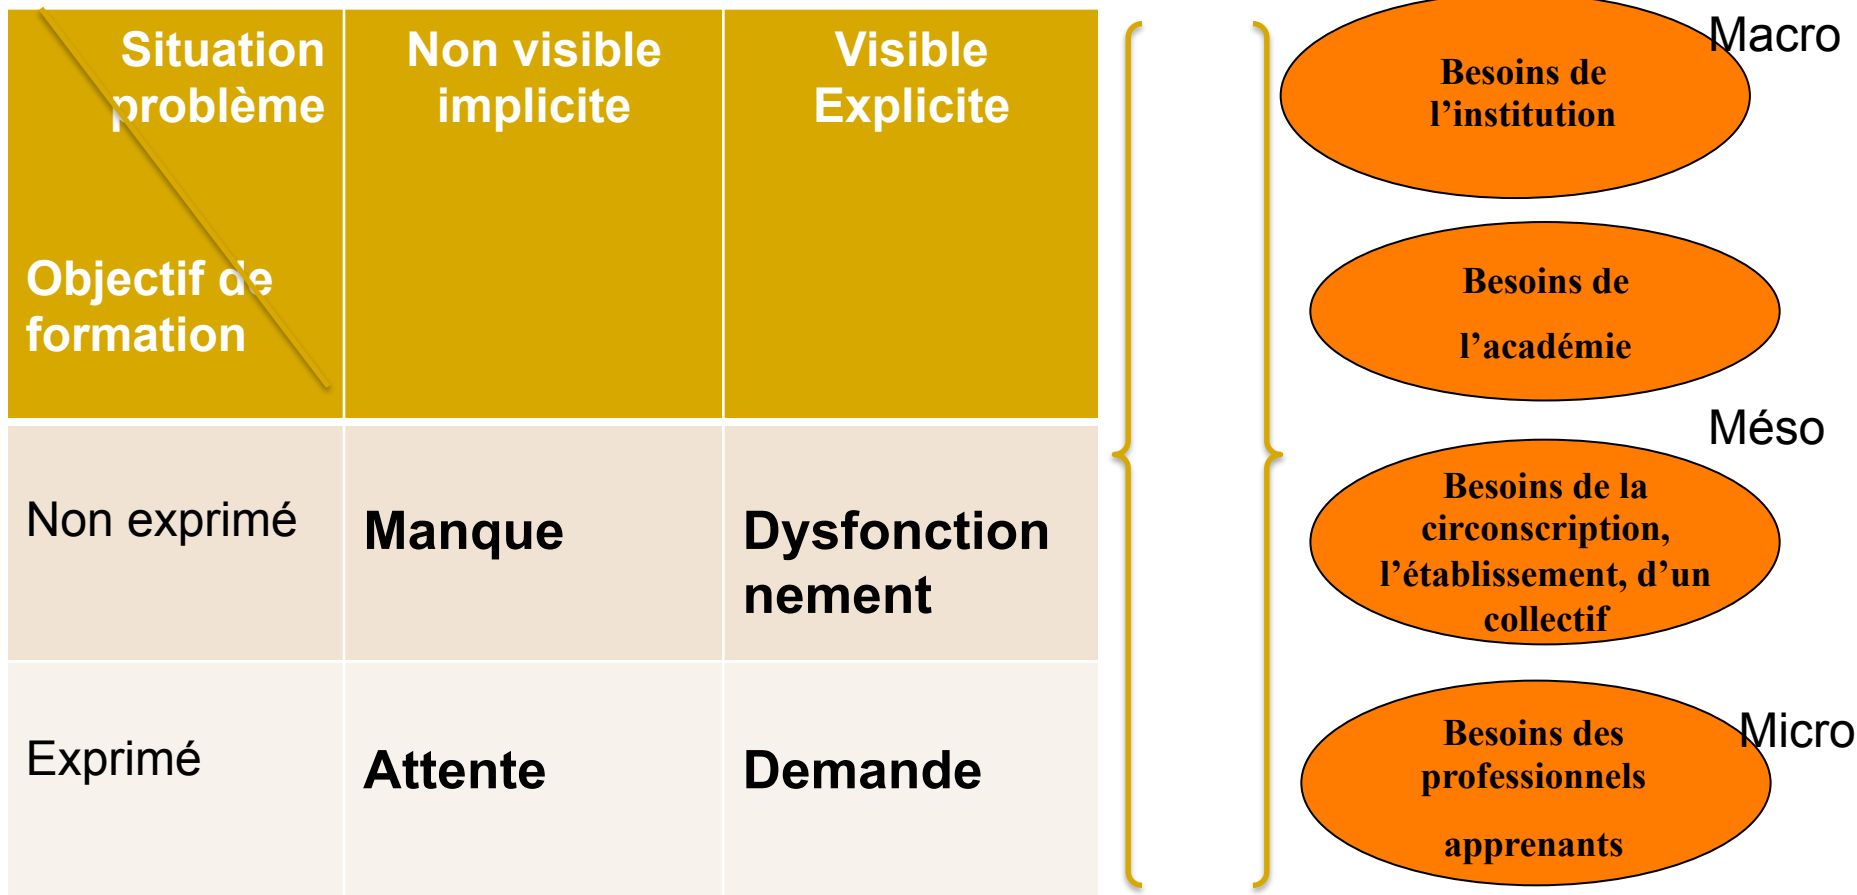 Situation
problème
Objectif de
formation
Non visible
implicite
Visible
Explicite
Non exprimé
Manque
Dysfonction
nement
Exprimé
Attente
Demande
Macro
Besoins de
l’institution
Besoins de
l’académie
Méso
Besoins de la
circonscription,
l’établissement, d’un
collectif
Micro
Besoins des
professionnels
apprenants